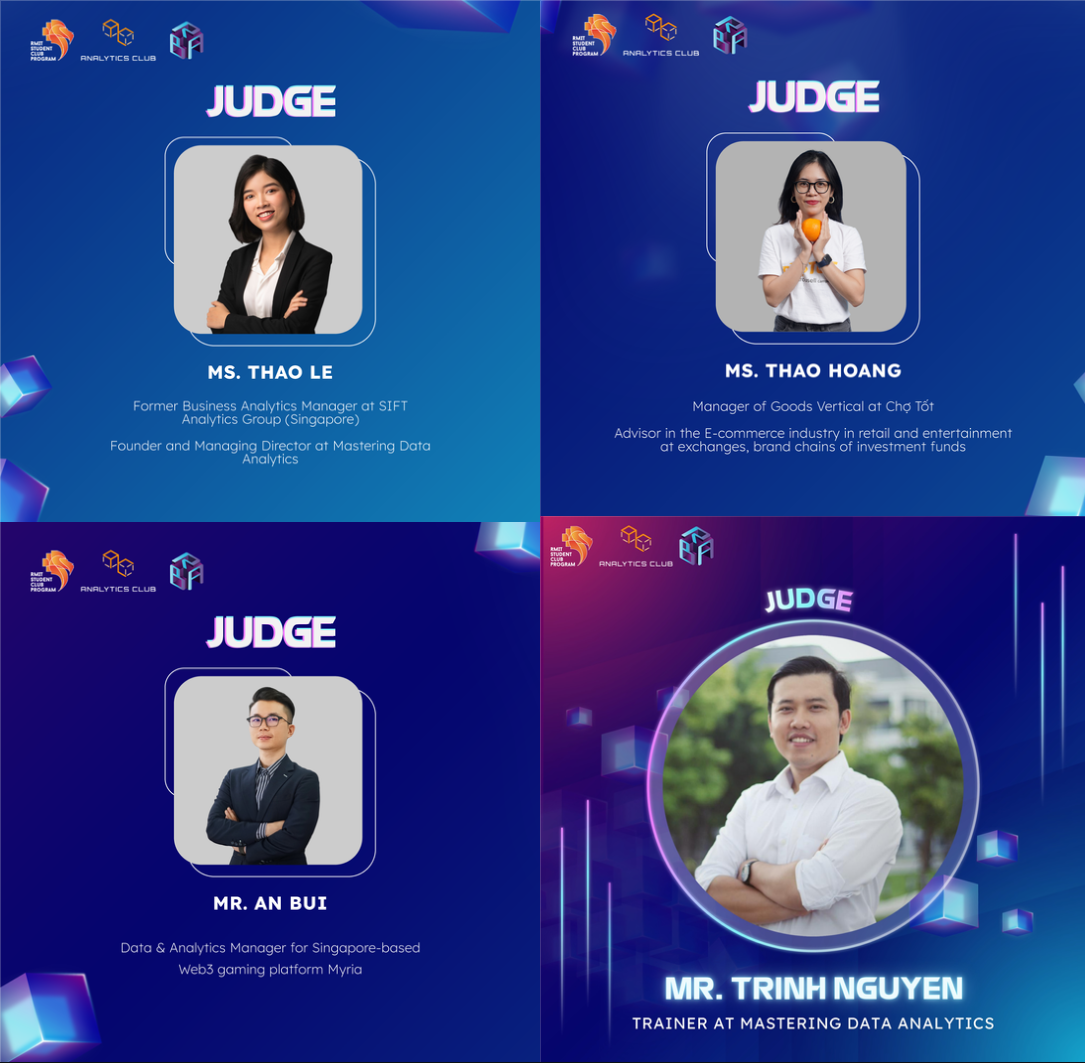 RMIT
STUDENT
CLUB
PROGRAM
ANALYTICS CLUB
JUDGE
MS. THAO LE
Former Business Analytics Manager at SIFT
Analytics Group (Singapore)
Founder and Managing Director at Mastering Data
Analytics
RMIT
STUDENT
CLUB
PROGRAM
ANALYTICS CLUB
JUDGE
MS. THAO HOANG
Manager of Goods Vertical at Chợ Tốt
Advisor in the E-commerce industry in retail and entertainment
at exchanges, brand chains of investment funds
RMIT
STUDENT
CLUB
PROGRAM
ANALYTICS CLUB
JUDGE
MR. AN BUI
Data & Analytics Manager for Singapore-based
Web3 gaming platform Myria
RMIT
STUDENT
CLUB
PROGRAM
ANALYTICS CLUB
JUDGE
MR. TRINH NGUYEN
TRAINER AT MASTERING DATA ANALYTICS